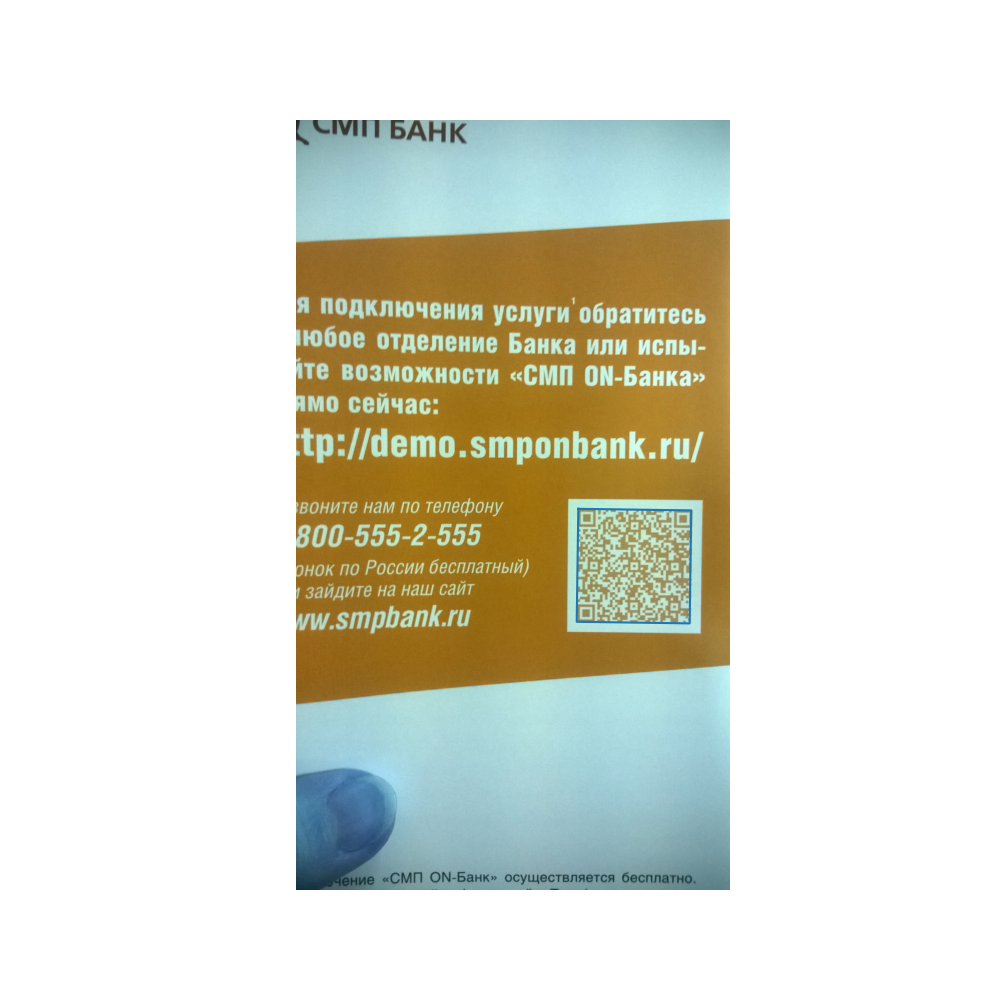 СМП БАНК
я подключения услуги¹ обратитесь
любое отделение Банка или испы-
йте возможности «СМП ON-Банка»
ямо сейчас:
ttp://demo.smponbank.ru/
звоните нам по телефону
800-555-2-555
онок по России бесплатный)
и зайдите на наш сайт
ww.smpbank.ru
чение «СМП ON-Банк» осуществляется бесплатно.